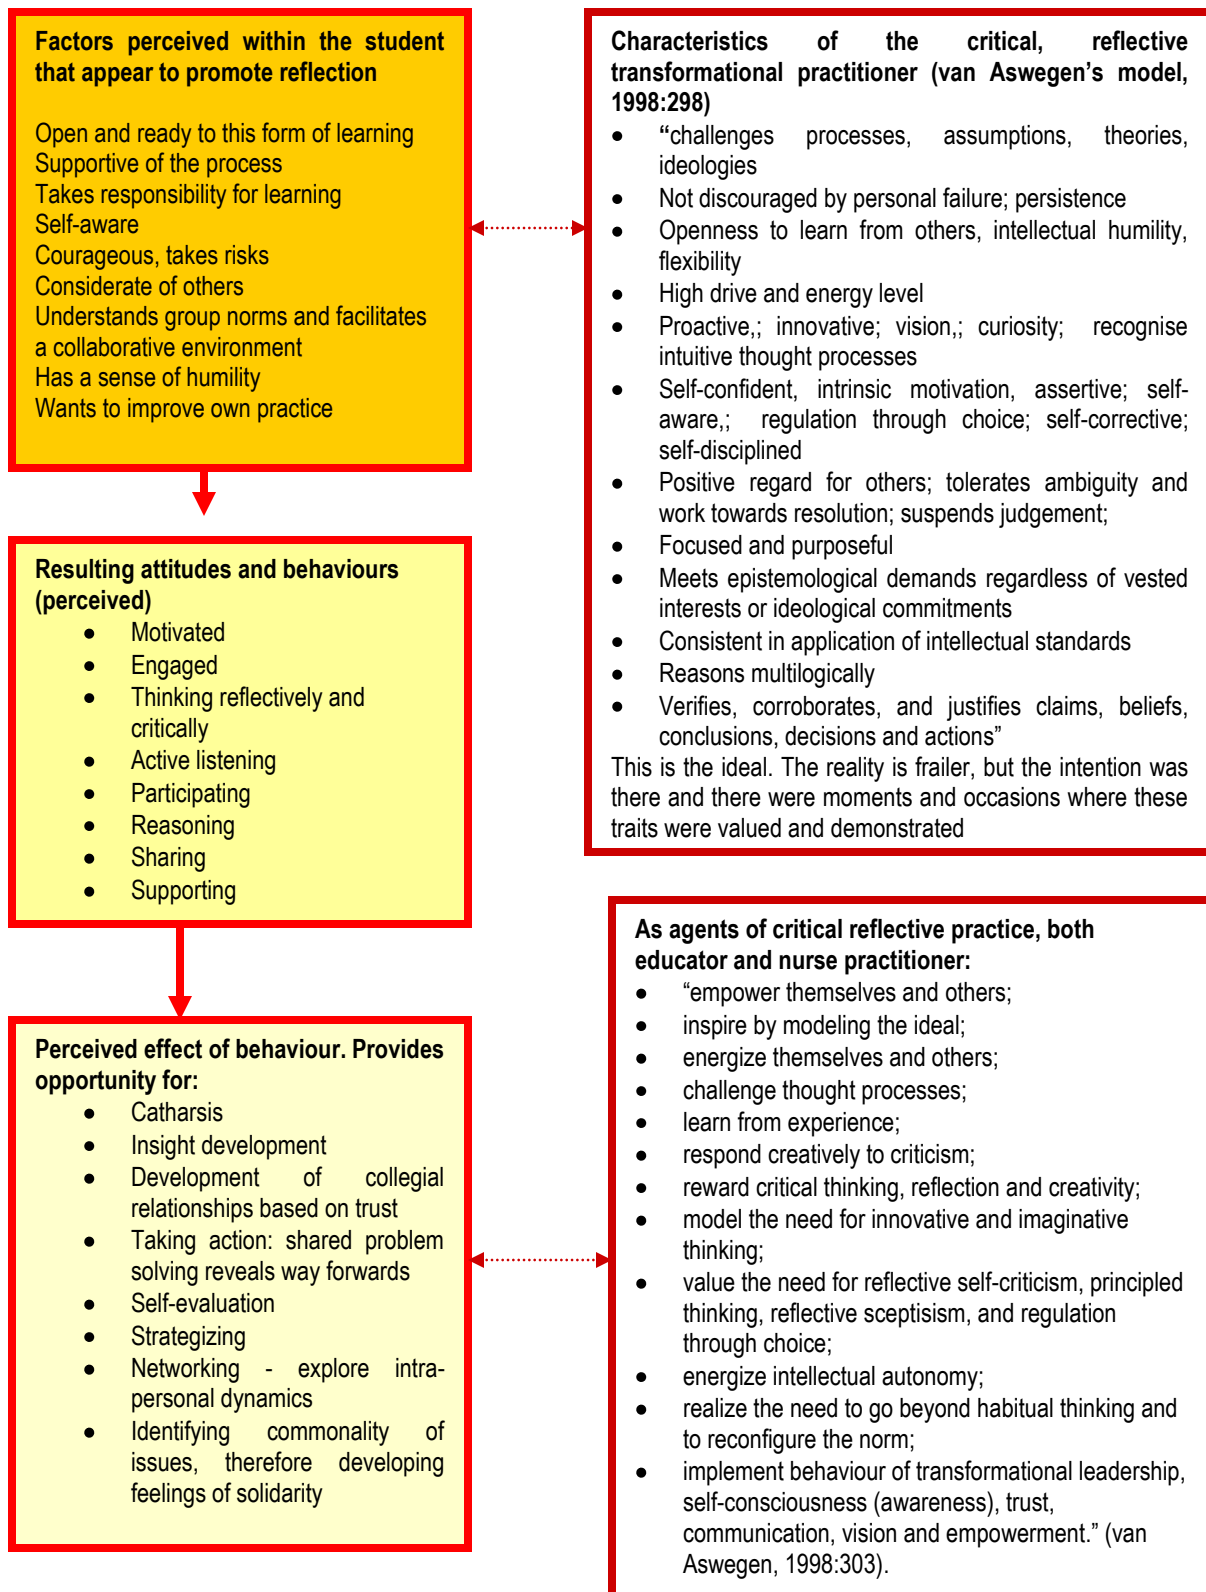 Factors perceived within the student
that appear to promote reflection
Open and ready to this form of learning
Supportive of the process
Takes responsibility for learning
Self-aware
Courageous, takes risks
Considerate of others
Understands group norms and facilitates
a collaborative environment
Has a sense of humility
Wants to improve own practice
Resulting attitudes and behaviours
(perceived)
• Motivated
• Engaged
• Thinking reflectively and
critically
• Active listening
• Participating
• Reasoning
• Sharing
• Supporting
Perceived effect of behaviour. Provides
opportunity for:
• Catharsis
• Insight development
• Development of collegial
relationships based on trust
• Taking action: shared problem
solving reveals way forwards
• Self-evaluation
• Strategizing
• Networking - explore intra-
personal dynamics
• Identifying commonality of
issues, therefore developing
feelings of solidarity
Characteristics of the critical, reflective
transformational practitioner (van Aswegen's model,
1998:298)
• “challenges processes, assumptions, theories,
ideologies
• Not discouraged by personal failure; persistence
• Openness to learn from others, intellectual humility,
flexibility
• High drive and energy level
• Proactive,; innovative; vision,; curiosity; recognise
intuitive thought processes
• Self-confident, intrinsic motivation, assertive; self-
aware,; regulation through choice; self-corrective;
self-disciplined
• Positive regard for others; tolerates ambiguity and
work towards resolution; suspends judgement;
• Focused and purposeful
• Meets epistemological demands regardless of vested
interests or ideological commitments
• Consistent in application of intellectual standards
• Reasons multilogically
• Verifies, corroborates, and justifies claims, beliefs,
conclusions, decisions and actions”
This is the ideal. The reality is frailer, but the intention was
there and there were moments and occasions where these
traits were valued and demonstrated
As agents of critical reflective practice, both
educator and nurse practitioner:
• “empower themselves and others;
• inspire by modeling the ideal;
• energize themselves and others;
• challenge thought processes;
• learn from experience;
• respond creatively to criticism;
• reward critical thinking, reflection and creativity;
• model the need for innovative and imaginative
thinking;
• value the need for reflective self-criticism, principled
thinking, reflective sceptisism, and regulation
through choice;
• energize intellectual autonomy;
• realize the need to go beyond habitual thinking and
to reconfigure the norm;
• implement behaviour of transformational leadership,
self-consciousness (awareness), trust,
communication, vision and empowerment.” (van
Aswegen, 1998:303).